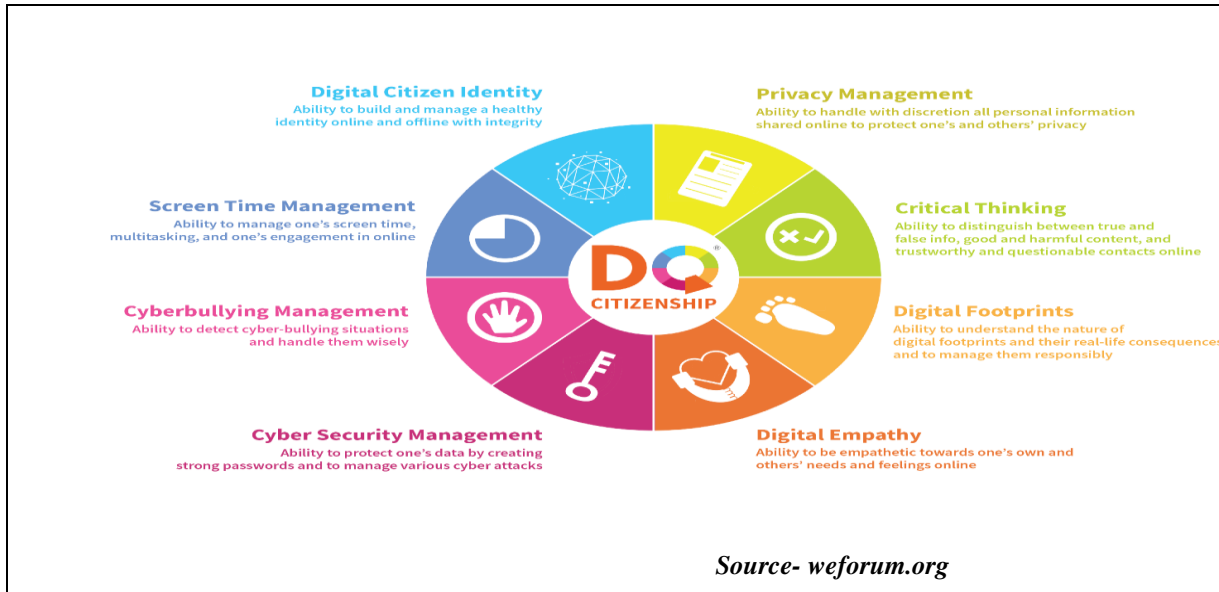 Digital Citizen Identity
Ability to build and manage a healthy
identity online and offline with integrity
Privacy Management
Ability to handle with discretion all personal information
shared online to protect one's and others' privacy
Screen Time Management
Ability to manage one's screen time,
multitasking, and one's engagement in online
Critical Thinking
Ability to distinguish between true and
false info, good and harmful content, and
trustworthy and questionable contacts online
DQ
®
CITIZENSHIP
Cyberbullying Management
Ability to detect cyber-bullying situations
and handle them wisely
Digital Footprints
Ability to understand the nature of
digital footprints and their real-life consequences
and to manage them responsibly
Cyber Security Management
Ability to protect one's data by creating
strong passwords and to manage various cyber attacks
Digital Empathy
Ability to be empathetic towards one's own and
others' needs and feelings online
Source- weforum.org